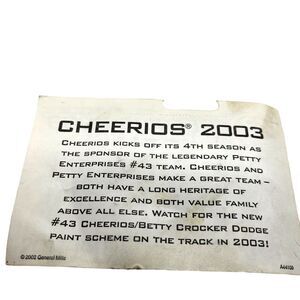 CHEERIOS® 2003
CHEERIOS KICKS OFF ITS 4TH SEASON AS
THE SPONSOR OF THE LEGENDARY PETTY
ENTERPRISES #43 TEAM. CHEERIOS AND
PETTY ENTERPRISES MAKE A GREAT TEAM –
BOTH HAVE A LONG HERITAGE OF
EXCELLENCE AND BOTH VALUE FAMILY
ABOVE ALL ELSE. WATCH FOR THE NEW
#43 CHEERIOS/BETTY CROCKER DODGE
PAINT SCHEME ON THE TRACK IN 2003!
© 2002 General Mills